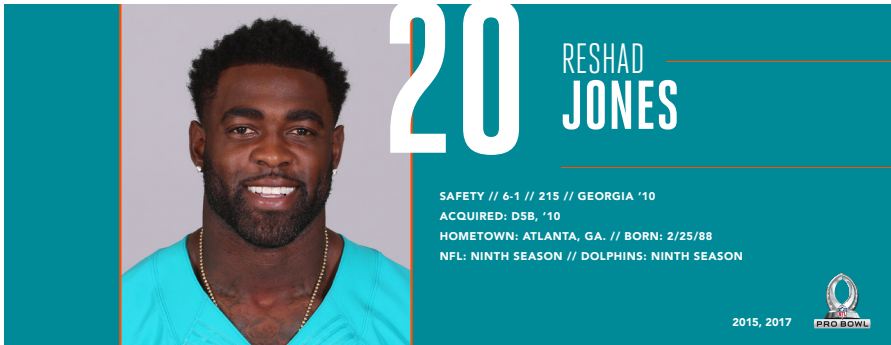 20
RESHAD
JONES
SAFETY // 6-1 // 215 // GEORGIA ’10
ACQUIRED: D5B, ’10
HOMETOWN: ATLANTA, GA. // BORN: 2/25/88
NFL: NINTH SEASON // DOLPHINS: NINTH SEASON
2015, 2017
NFL
PRO BOWL